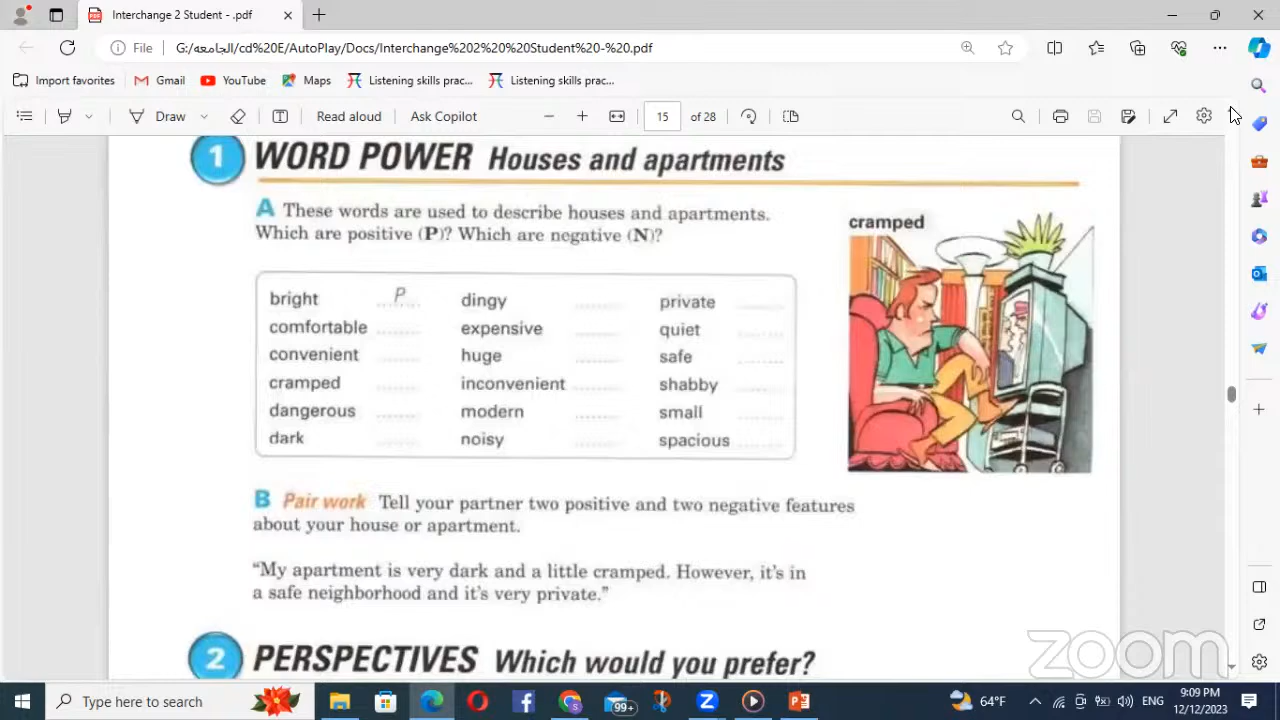 Interchange 2 Student - .pdf
File
G:/الجامعه/cd%20E/AutoPlay/Docs/Interchange%202%20%20Student%20-%20.pdf
Import favorites
Gmail
YouTube
Maps
Listening skills prac...
Listening skills prac...
Draw
Read aloud
Ask Copilot
15
of 28
1 WORD POWER Houses and apartments
A These words are used to describe houses and apartments.
Which are positive (P)? Which are negative (N)?
cramped
bright P dingy private
comfortable expensive quiet
convenient huge safe
cramped inconvenient shabby
dangerous modern small
dark noisy spacious
B Pair work Tell your partner two positive and two negative features
about your house or apartment.
“My apartment is very dark and a little cramped. However, it's in
a safe neighborhood and it's very private.”
2 PERSPECTIVES Which would you prefer?
zoom
Type here to search
99+
64°F
ENG
9:09 PM
12/12/2023